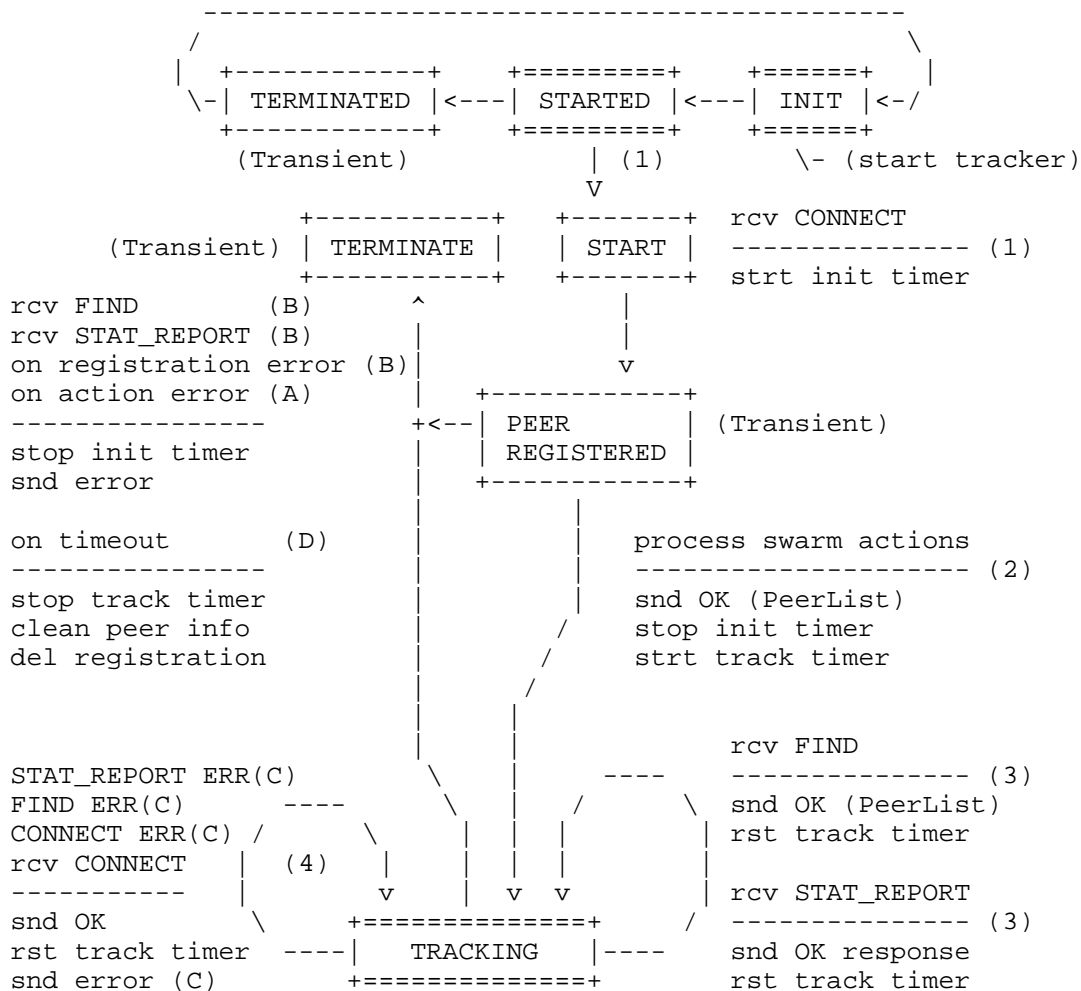 --------------------------------------------
/ \
| +------------+ +=========+ +======+ |
\-| TERMINATED |<---| STARTED |<---| INIT |<-/
+------------+ +=========+ +======+
(Transient) | (1) \- (start tracker)
V
+-----------+ +-------+ rcv CONNECT
(Transient) | TERMINATE | | START | --------------- (1)
+-----------+ +-------+ strt init timer
rcv FIND (B) ^ |
rcv STAT_REPORT (B) | |
on registration error (B)| v
on action error (A) | +------------+
---------------- +<--| PEER | (Transient)
stop init timer | | REGISTERED |
snd error | +------------+
| |
on timeout (D) | | process swarm actions
---------------- | | --------------------- (2)
stop track timer | | snd OK (PeerList)
clean peer info | / stop init timer
del registration | / strt track timer
| /
| |
| | rcv FIND
STAT_REPORT ERR(C) \ | ---- --------------- (3)
FIND ERR(C) ---- \ | / \ snd OK (PeerList)
CONNECT ERR(C) / \ | | | | rst track timer
rcv CONNECT | (4) | | | | |
----------- | v | v v | rcv STAT_REPORT
snd OK \ +==============+ / --------------- (3)
rst track timer ----| TRACKING |---- snd OK response
snd error (C) +==============+ rst track timer